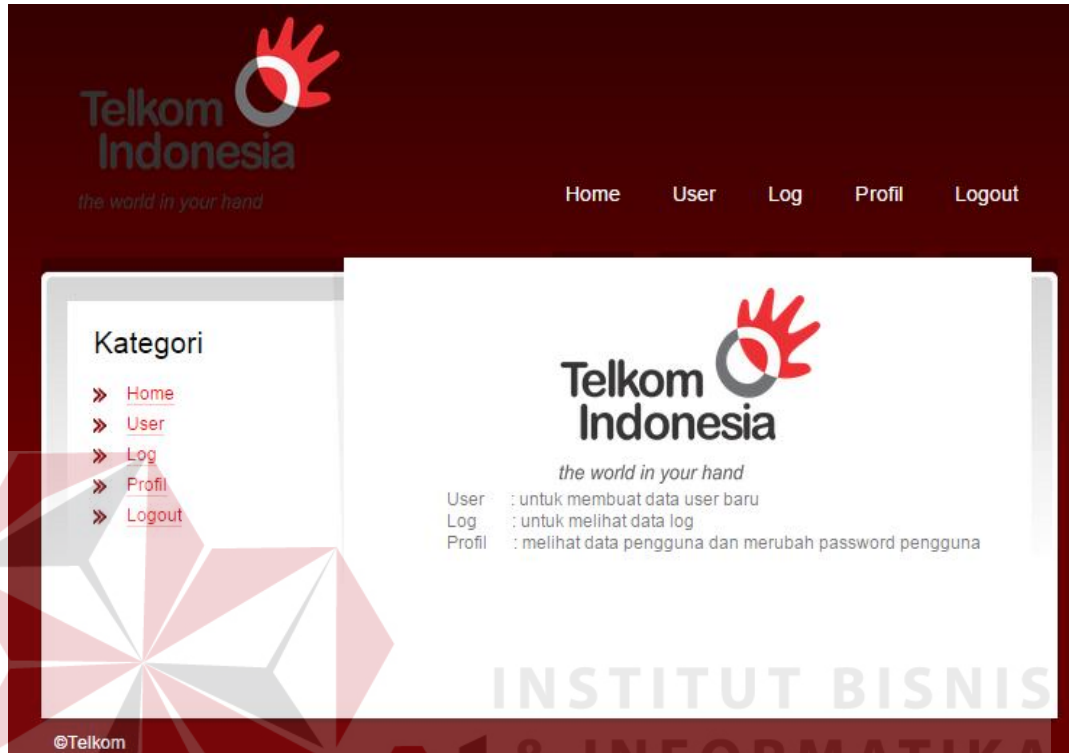 Telkom
Indonesia
the world in your hand
Home User Log Profil Logout
Kategori
Home
User
Log
Profil
Logout
Telkom
Indonesia
the world in your hand
User : untuk membuat data user baru
Log : untuk melihat data log
Profil : melihat data pengguna dan merubah password pengguna
INSTITUT BISNIS
& INFORMATIKA
©Telkom